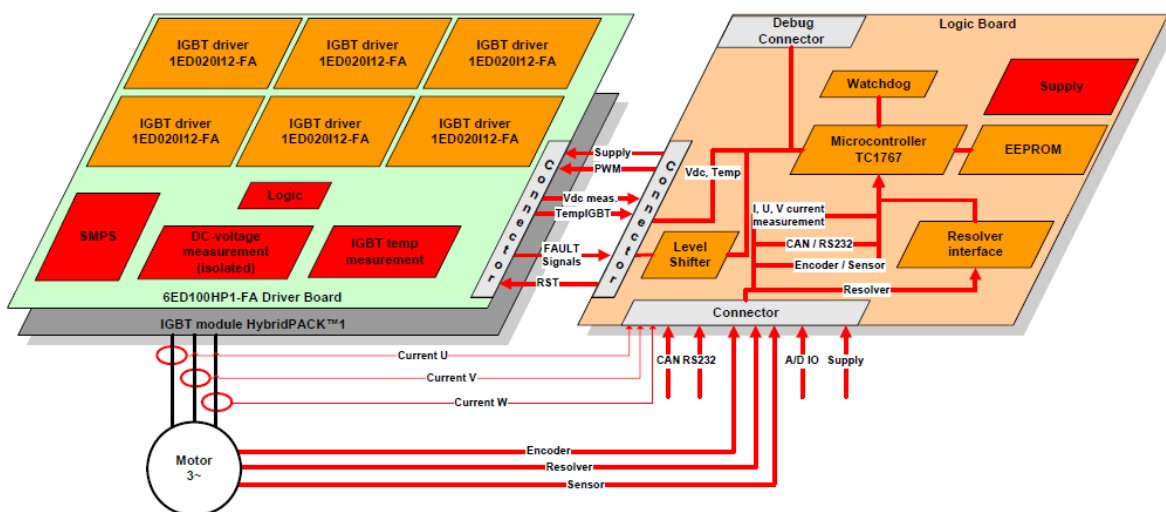 IGBT driver
1ED020I12-FA
IGBT driver
1ED020I12-FA
IGBT driver
1ED020I12-FA
IGBT driver
1ED020I12-FA
IGBT driver
1ED020I12-FA
IGBT driver
1ED020I12-FA
Logic
SMPS
DC-voltage
measurement
(isolated)
IGBT temp
mesurement
6ED100HP1-FA Driver Board
IGBT module HybridPACK™1
Connector
Supply
PWM
Vdc meas.
TempIGBT
FAULT
Signals
RST
Connector
Logic Board
Debug
Connector
Watchdog
Supply
Microcontroller
TC1767
EEPROM
Vdc, Temp
I, U, V current
measurement
CAN / RS232
Encoder / Sensor
Resolver
Level
Shifter
Resolver
interface
Connector
Current U
Current V
Current W
CAN
RS232
A/D IO
Supply
Motor
3~
Encoder
Resolver
Sensor